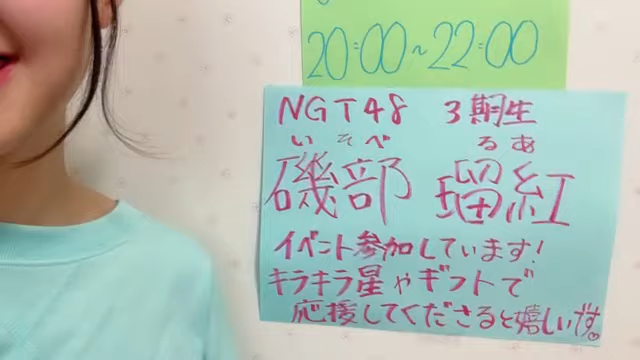 20:00~22:00
NGT48 3期生
いそべ るあ
磯部 瑠紅
イベント参加しています!
キラキラ星やギフトで
応援してくださると嬉しいです。